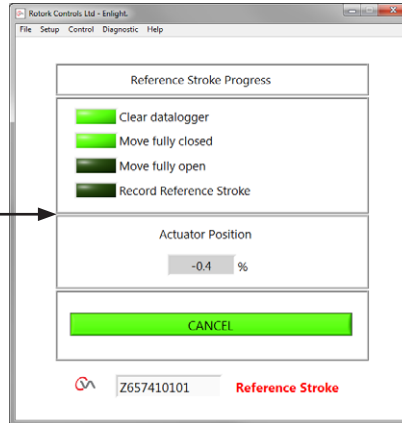 Rotork Controls Ltd - Enlight.
File Setup Control Diagnostic Help
Reference Stroke Progress
Clear datalogger
Move fully closed
Move fully open
Record Reference Stroke
Actuator Position
-0.4 %
CANCEL
Z657410101 Reference Stroke